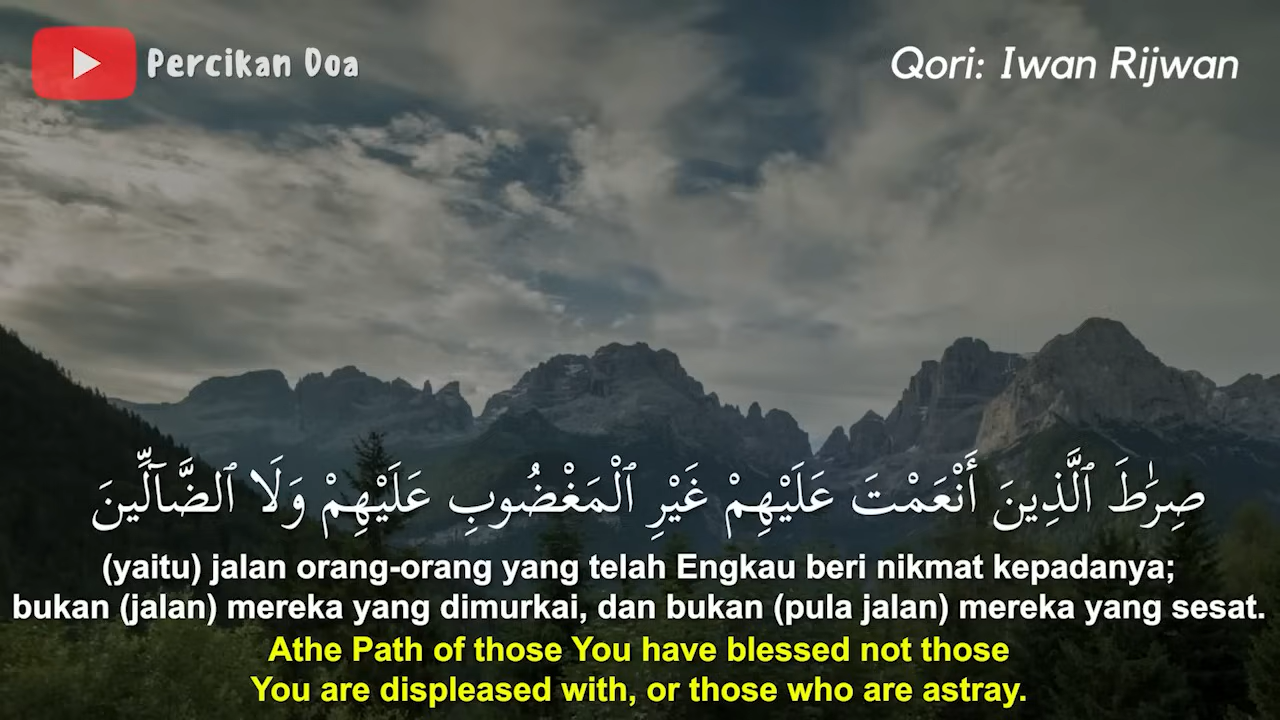 Percikan Doa
Qori: Iwan Rijwan
صِرَٰطَ ٱلَّذِينَ أَنْعَمْتَ عَلَيْهِمْ غَيْرِ ٱلْمَغْضُوبِ عَلَيْهِمْ وَلَا ٱلضَّآلِّينَ
(yaitu) jalan orang-orang yang telah Engkau beri nikmat kepadanya;
bukan (jalan) mereka yang dimurkai, dan bukan (pula jalan) mereka yang sesat.
Athe Path of those You have blessed not those
You are displeased with, or those who are astray.